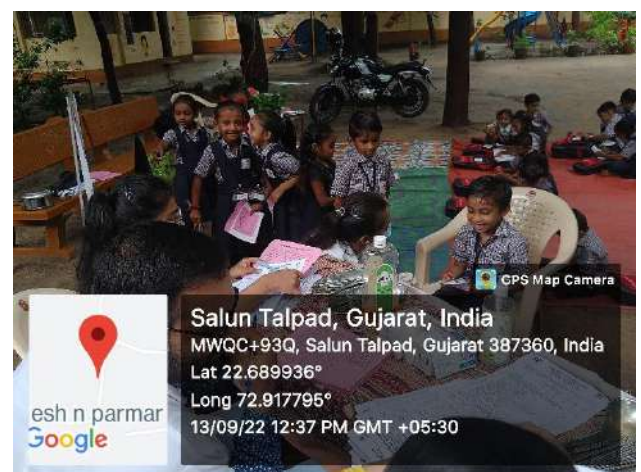 GPS Map Camera
Salun Talpad, Gujarat, India
MWQC+93Q, Salun Talpad, Gujarat 387360, India
Lat 22.689936°
Long 72.917795°
13/09/22 12:37 PM GMT +05:30
esh n parmar
Google